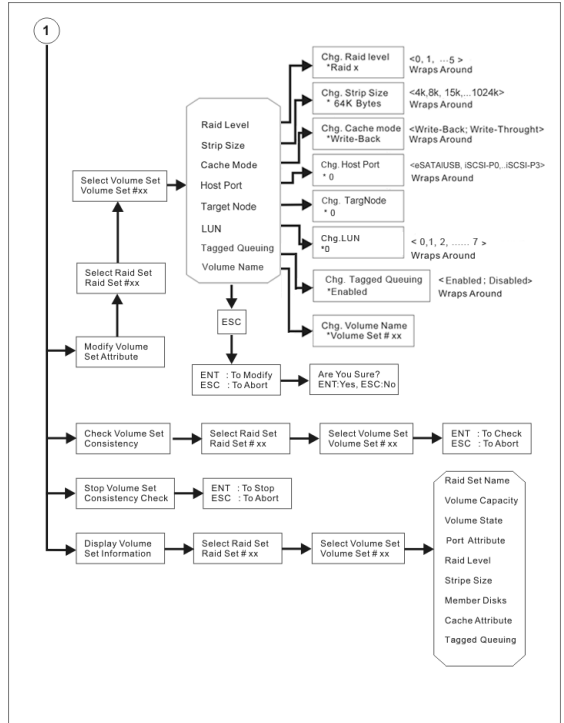 1
Chg. Raid level
*Raid x
<0, 1, ...5 >
Wraps Around
Chg. Strip Size
* 64K Bytes
<4k,8k, 15k,...1024k>
Wraps Around
Chg. Cache mode
*Write-Back
<Write-Back; Write-Throught>
Wraps Around
Chg. Host Port
* 0
<eSATAIUSB, iSCSI-P0,..iSCSI-P3>
Wraps Around
Chg. TargNode
* 0
Chg.LUN
*0
< 0,1, 2, ...... 7 >
Wraps Around
Chg. Tagged Queuing
*Enabled
<Enabled; Disabled>
Wraps Around
Chg. Volume Name
*Volume Set # xx
Raid Level
Strip Size
Cache Mode
Host Port
Target Node
LUN
Tagged Queuing
Volume Name
Select Volume Set
Volume Set #xx
Select Raid Set
Raid Set #xx
Modify Volume
Set Attribute
ESC
ENT : To Modify
ESC : To Abort
Are You Sure?
ENT:Yes, ESC:No
Check Volume Set
Consistency
Select Raid Set
Raid Set # xx
Select Volume Set
Volume Set # xx
ENT : To Check
ESC : To Abort
Stop Volume Set
Consistency Check
ENT : To Stop
ESC : To Abort
Display Volume
Set Information
Select Raid Set
Raid Set # xx
Select Volume Set
Volume Set # xx
Raid Set Name
Volume Capacity
Volume State
Port Attribute
Raid Level
Stripe Size
Member Disks
Cache Attribute
Tagged Queuing